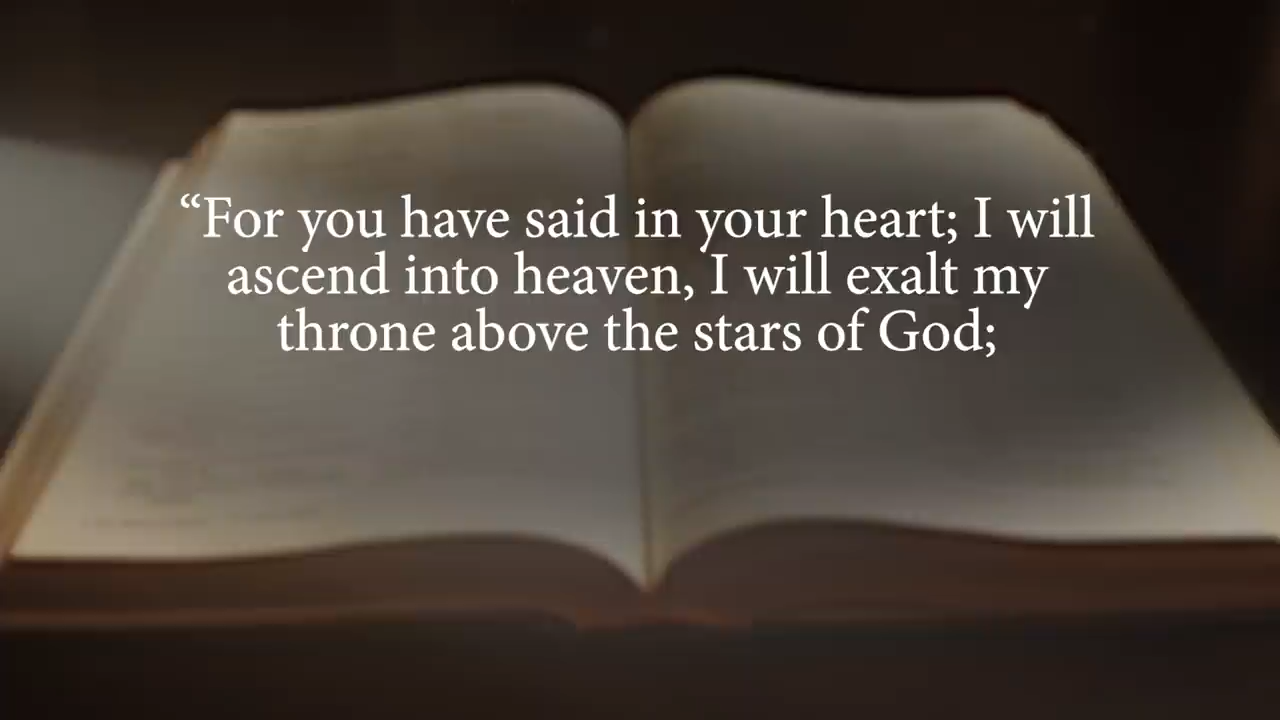 “For you have said in your heart; I will
ascend into heaven, I will exalt my
throne above the stars of God;